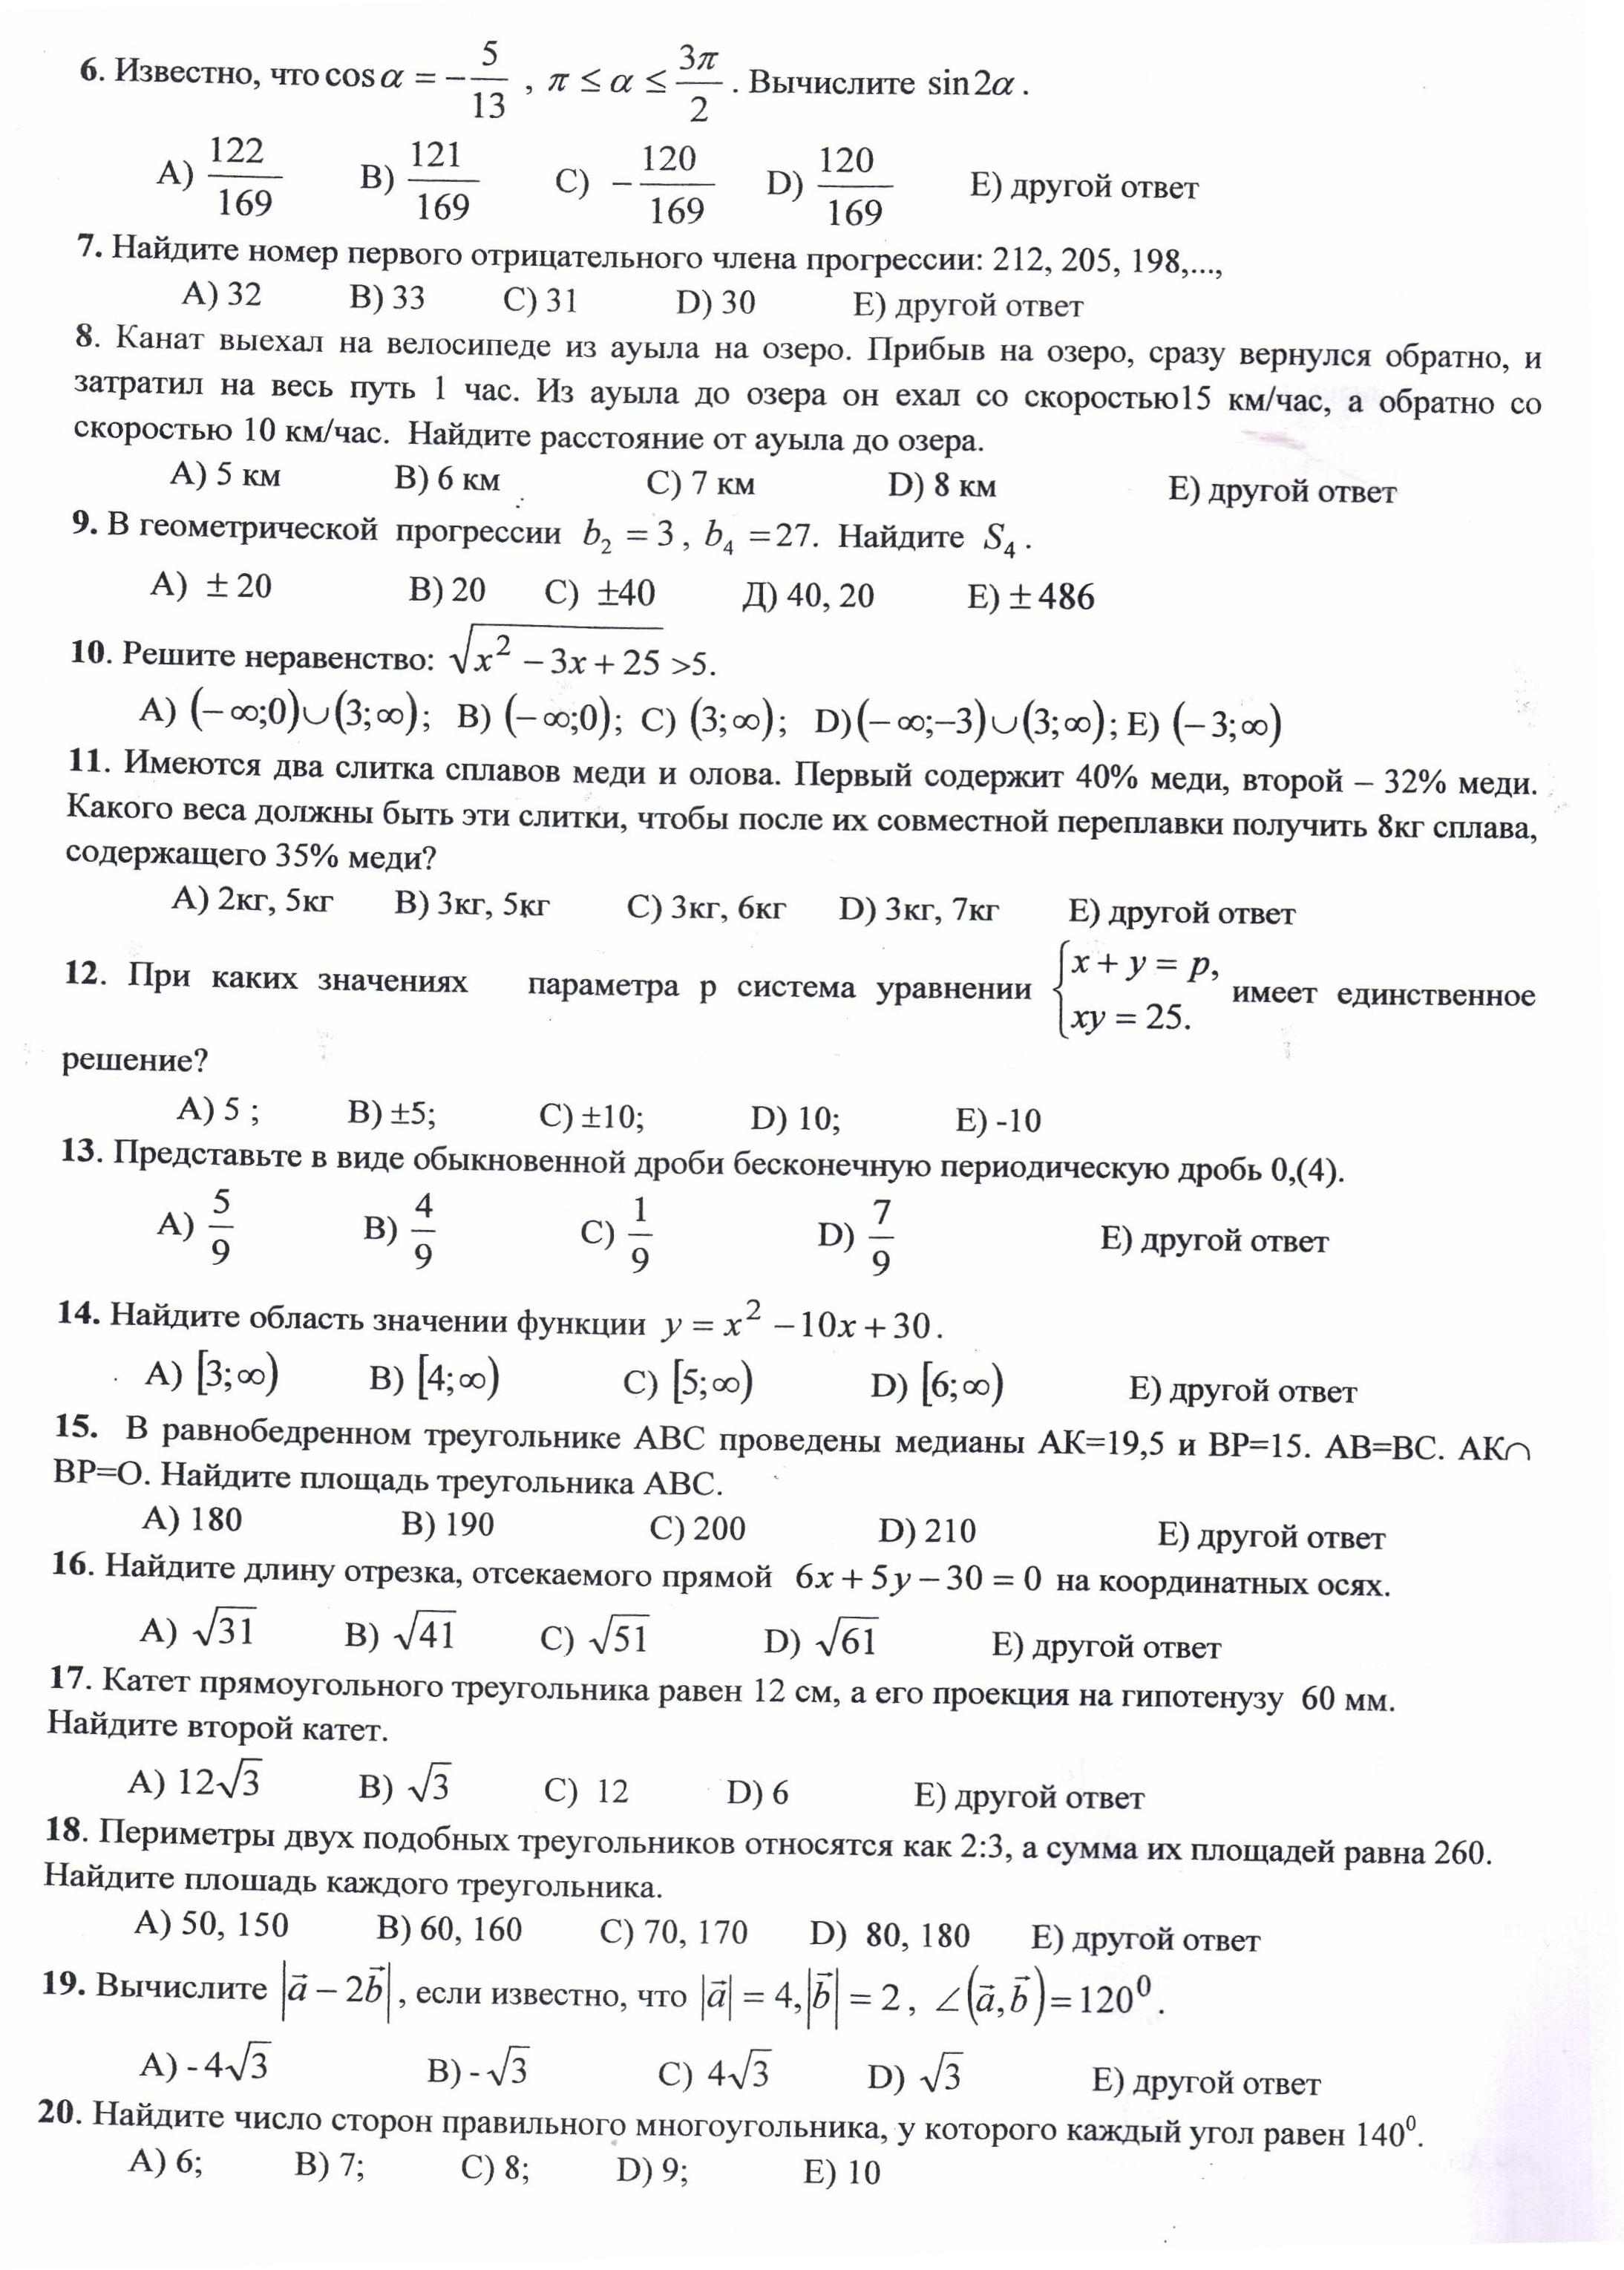 6. Известно, что cos α = −5/13 , π ≤ α ≤ 3π/2 . Вычислите sin 2α .
A) 122/169 B) 121/169 C) −120/169 D) 120/169 E) другой ответ
7. Найдите номер первого отрицательного члена прогрессии: 212, 205, 198,...,
A) 32 B) 33 C) 31 D) 30 E) другой ответ
8. Канат выехал на велосипеде из ауыла на озеро. Прибыв на озеро, сразу вернулся обратно, и
затратил на весь путь 1 час. Из ауыла до озера он ехал со скоростью15 км/час, а обратно со
скоростью 10 км/час. Найдите расстояние от ауыла до озера.
A) 5 км B) 6 км C) 7 км D) 8 км E) другой ответ
9. В геометрической прогрессии b₂ = 3 , b₄ =27. Найдите S₄ .
A) ± 20 B) 20 C) ±40 Д) 40, 20 E) ± 486
10. Решите неравенство: √(x² − 3x + 25) >5.
A) (− ∞;0)∪(3; ∞); B) (− ∞;0); C) (3; ∞); D)(− ∞;−3)∪(3; ∞); E) (− 3; ∞)
11. Имеются два слитка сплавов меди и олова. Первый содержит 40% меди, второй – 32% меди.
Какого веса должны быть эти слитки, чтобы после их совместной переплавки получить 8кг сплава,
содержащего 35% меди?
A) 2кг, 5кг B) 3кг, 5кг C) 3кг, 6кг D) 3кг, 7кг E) другой ответ
12. При каких значениях параметра p система уравнении {x + y = p, xy = 25. имеет единственное
решение?
A) 5 ; B) ±5; C) ±10; D) 10; E) -10
13. Представьте в виде обыкновенной дроби бесконечную периодическую дробь 0,(4).
A) 5/9 B) 4/9 C) 1/9 D) 7/9 E) другой ответ
14. Найдите область значении функции y = x² − 10x + 30 .
A) [3; ∞) B) [4; ∞) C) [5; ∞) D) [6; ∞) E) другой ответ
15. В равнобедренном треугольнике ABC проведены медианы AK=19,5 и BP=15. AB=BC. AK∩
BP=O. Найдите площадь треугольника ABC.
A) 180 B) 190 C) 200 D) 210 E) другой ответ
16. Найдите длину отрезка, отсекаемого прямой 6x + 5y − 30 = 0 на координатных осях.
A) √31 B) √41 C) √51 D) √61 E) другой ответ
17. Катет прямоугольного треугольника равен 12 см, а его проекция на гипотенузу 60 мм.
Найдите второй катет.
A) 12√3 B) √3 C) 12 D) 6 E) другой ответ
18. Периметры двух подобных треугольников относятся как 2:3, а сумма их площадей равна 260.
Найдите плошадь каждого треугольника.
A) 50, 150 B) 60, 160 C) 70, 170 D) 80, 180 E) другой ответ
19. Вычислите |a⃗ − 2b⃗| , если известно, что |a⃗| = 4, |b⃗| = 2 , ∠(a⃗, b⃗) = 120⁰ .
A) - 4√3 B) - √3 C) 4√3 D) √3 E) другой ответ
20. Найдите число сторон правильного многоугольника, у которого каждый угол равен 140⁰.
A) 6; B) 7; C) 8; D) 9; E) 10